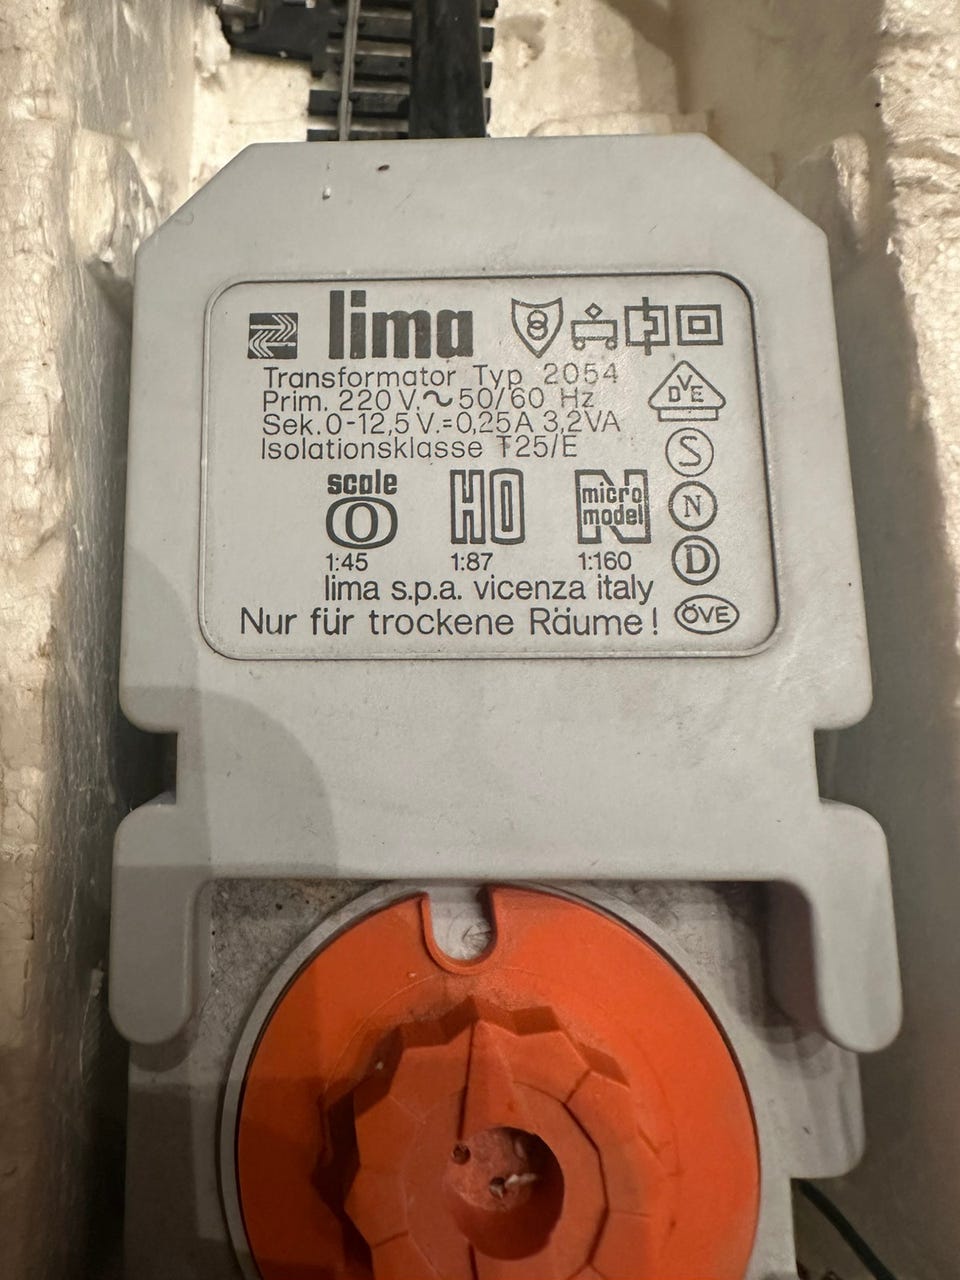 lima
8
Transformator Typ 2054
Prim. 220 V.~50/60 Hz
Sek. 0-12,5 V.=0,25A 3,2VA
Isolationsklasse T25/E
DVE
S
N
D
ÖVE
scale O 1:45
HO 1:87
micro model N 1:160
lima s.p.a. vicenza italy
Nur für trockene Räume!